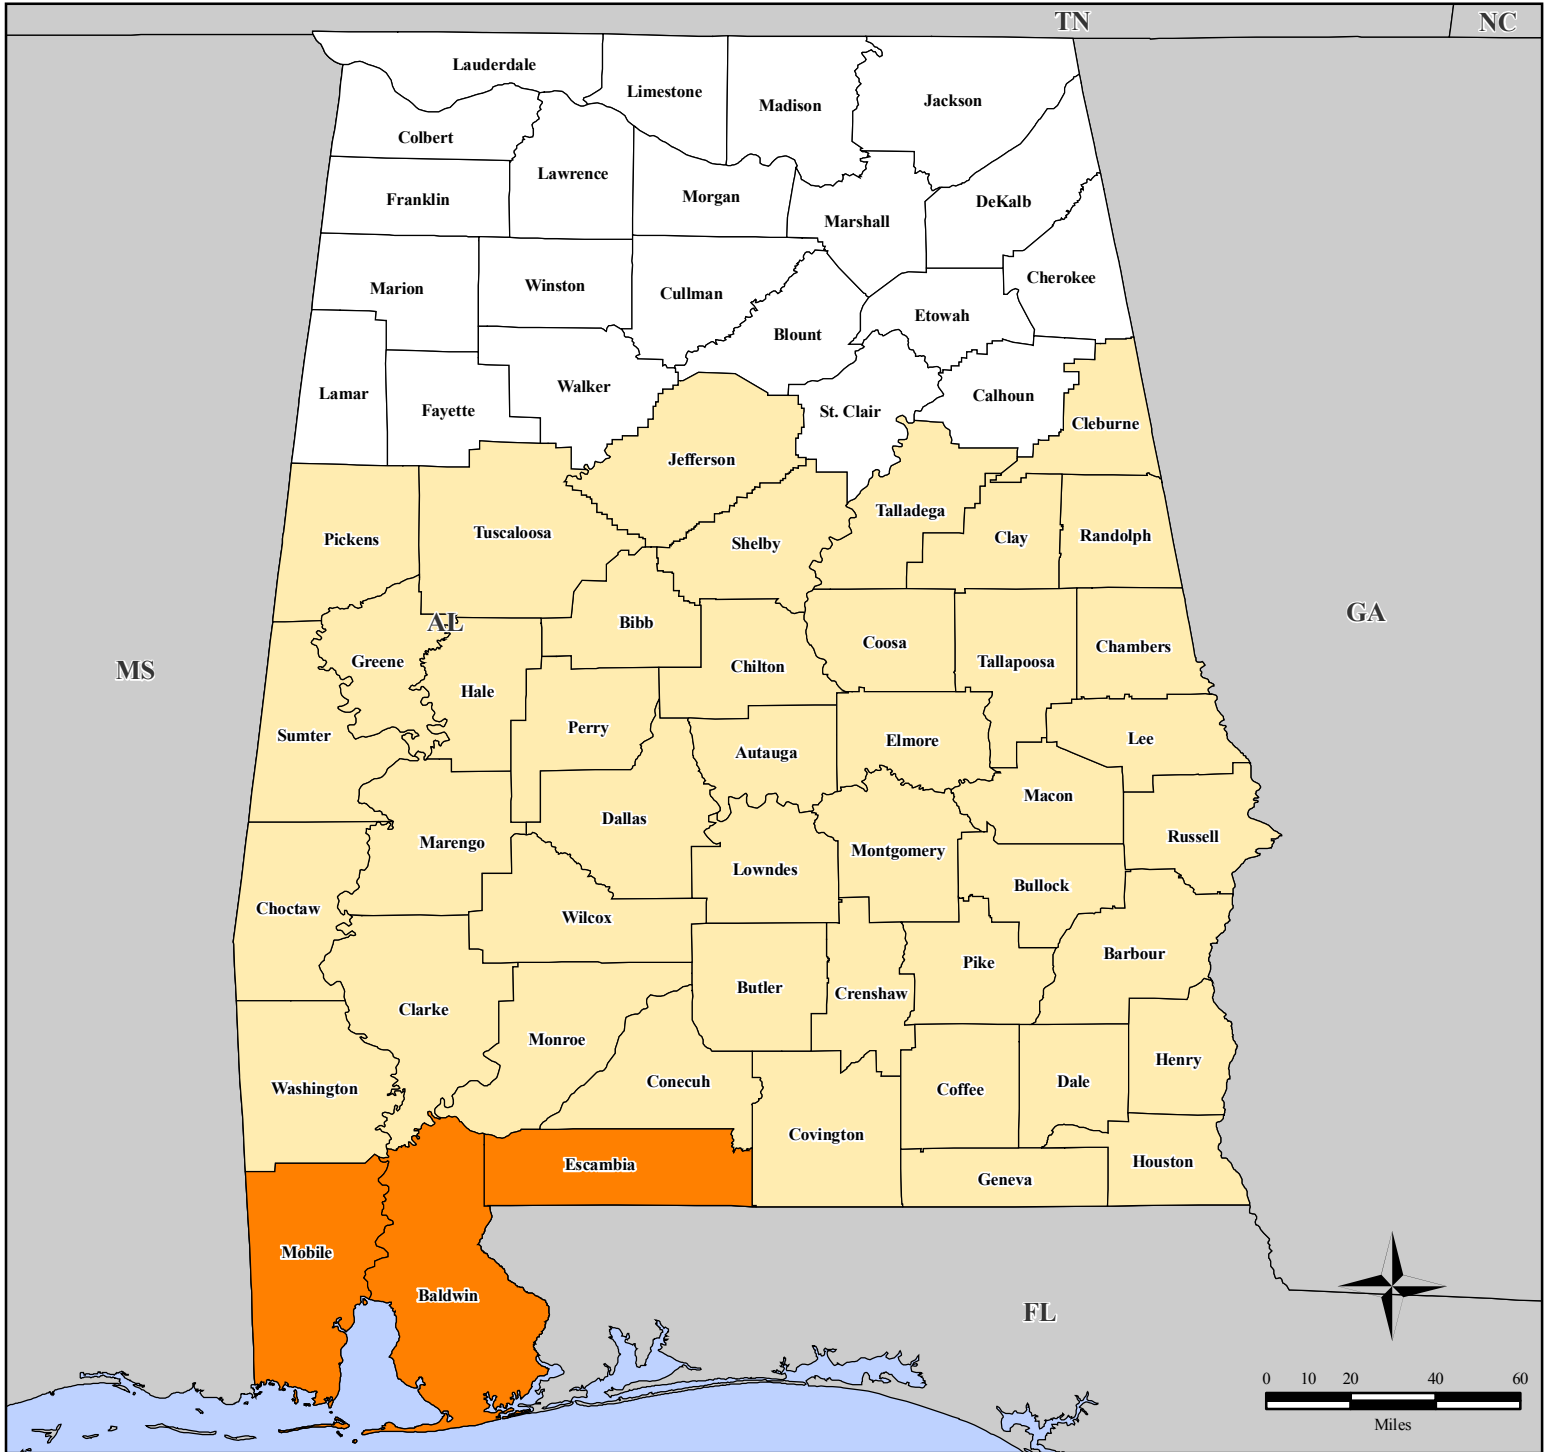 TN
NC
Lauderdale
Limestone
Madison
Jackson
Colbert
Lawrence
Franklin
Morgan
DeKalb
Marshall
Cherokee
Marion
Winston
Cullman
Etowah
Blount
Lamar
Walker
Calhoun
Fayette
St. Clair
Cleburne
Jefferson
Talladega
Pickens
Tuscaloosa
Shelby
Clay
Randolph
AL
Bibb
GA
MS
Greene
Coosa
Tallapoosa
Chambers
Chilton
Hale
Perry
Sumter
Autauga
Elmore
Lee
Macon
Dallas
Marengo
Montgomery
Russell
Lowndes
Bullock
Choctaw
Wilcox
Barbour
Pike
Butler
Crenshaw
Clarke
Monroe
Henry
Washington
Conecuh
Coffee
Dale
Covington
Escambia
Geneva
Houston
Mobile
Baldwin
FL
0 10 20 40 60
Miles